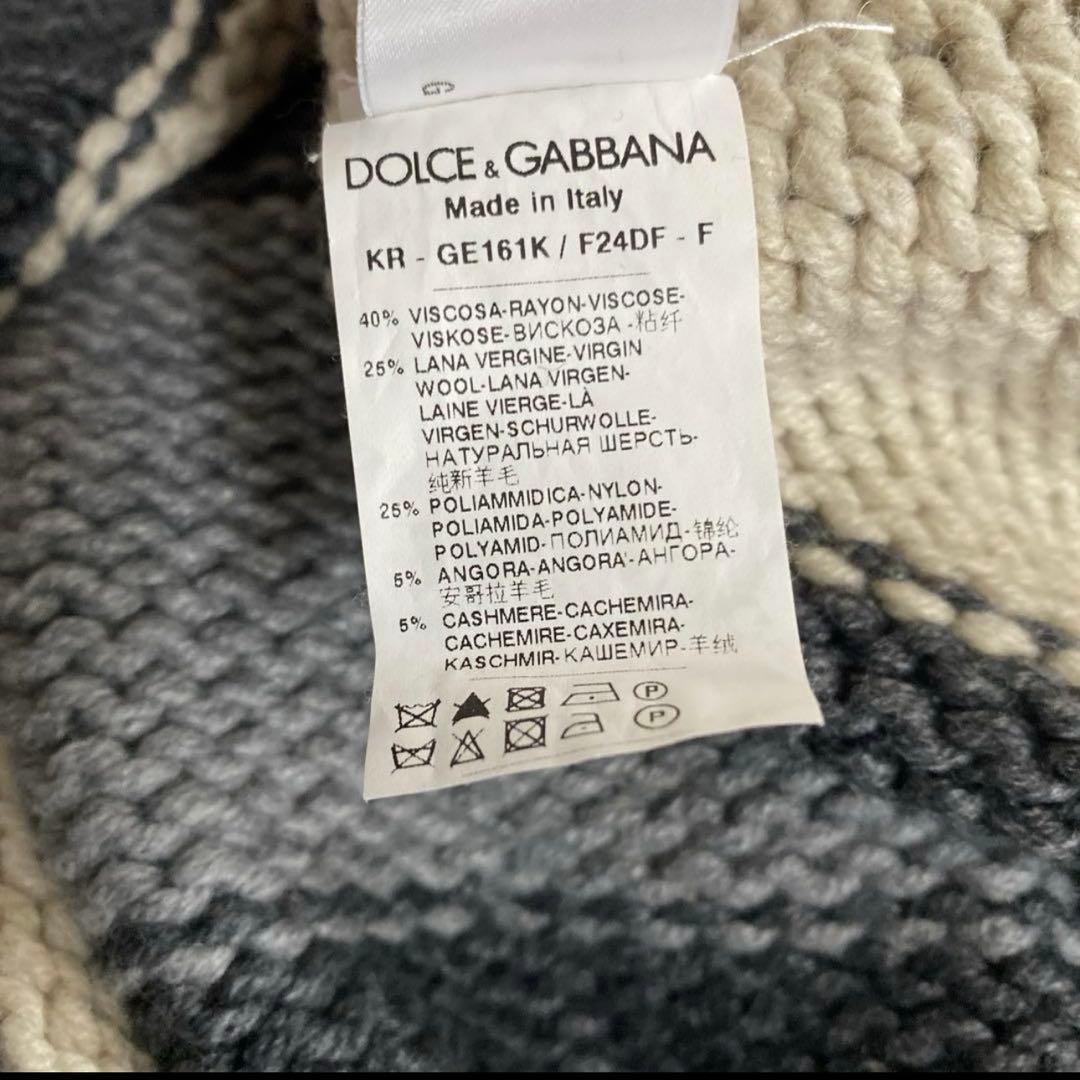 DOLCE & GABBANA
Made in Italy
KR - GE161K / F24DF - F
40% VISCOSA-RAYON-VISCOSE-
VISKOSE-ВИСКОЗА -粘纤
25% LANA VERGINE-VIRGIN
WOOL-LANA VIRGEN-
LAINE VIERGE-LÀ
VIRGEN-SCHURWOLLE-
НАТУРАЛЬНАЯ ШЕРСТЬ-
纯新羊毛
25% POLIAMMIDICA-NYLON-
POLIAMIDA-POLYAMIDE-
POLYAMID-ПОЛИАМИД-锦纶
5% ANGORA-ANGORA'-АНГОРА-
安哥拉羊毛
5% CASHMERE-CACHEMIRA-
CACHEMIRE-CAXEMIRA-
KASCHMIR-КАШЕМИР-羊绒
P
P